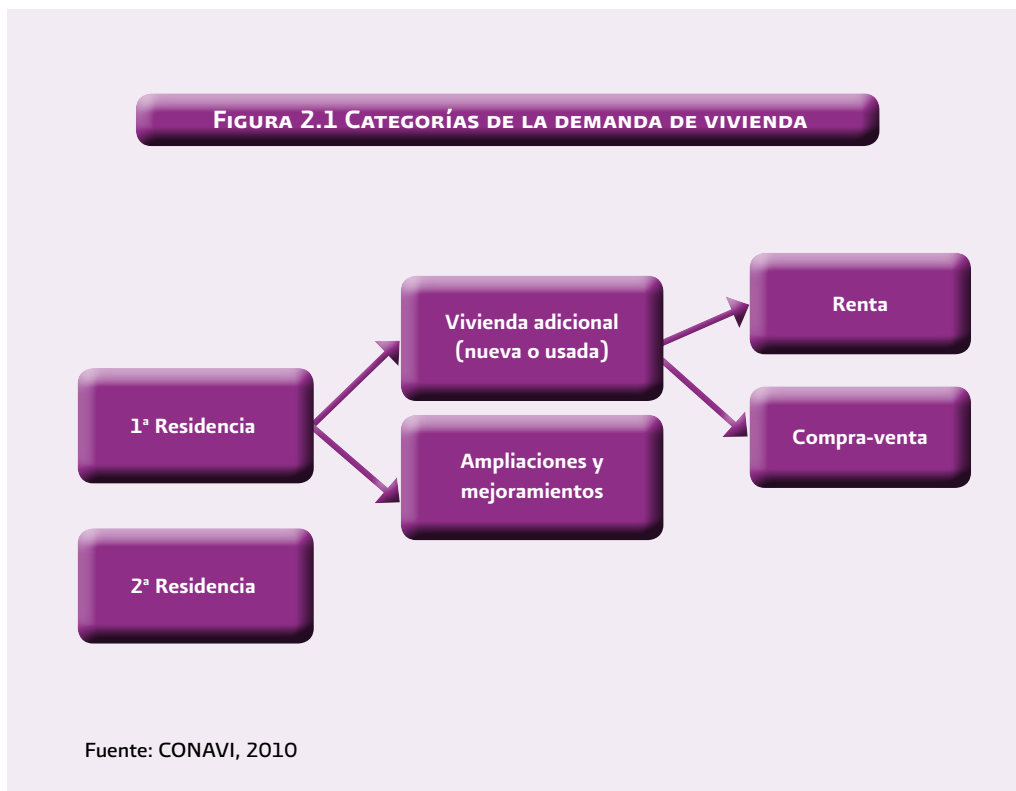 Figura 2.1 Categorías de la demanda de vivienda
1ª Residencia
2ª Residencia
Vivienda adicional
(nueva o usada)
Ampliaciones y
mejoramientos
Renta
Compra-venta
Fuente: CONAVI, 2010